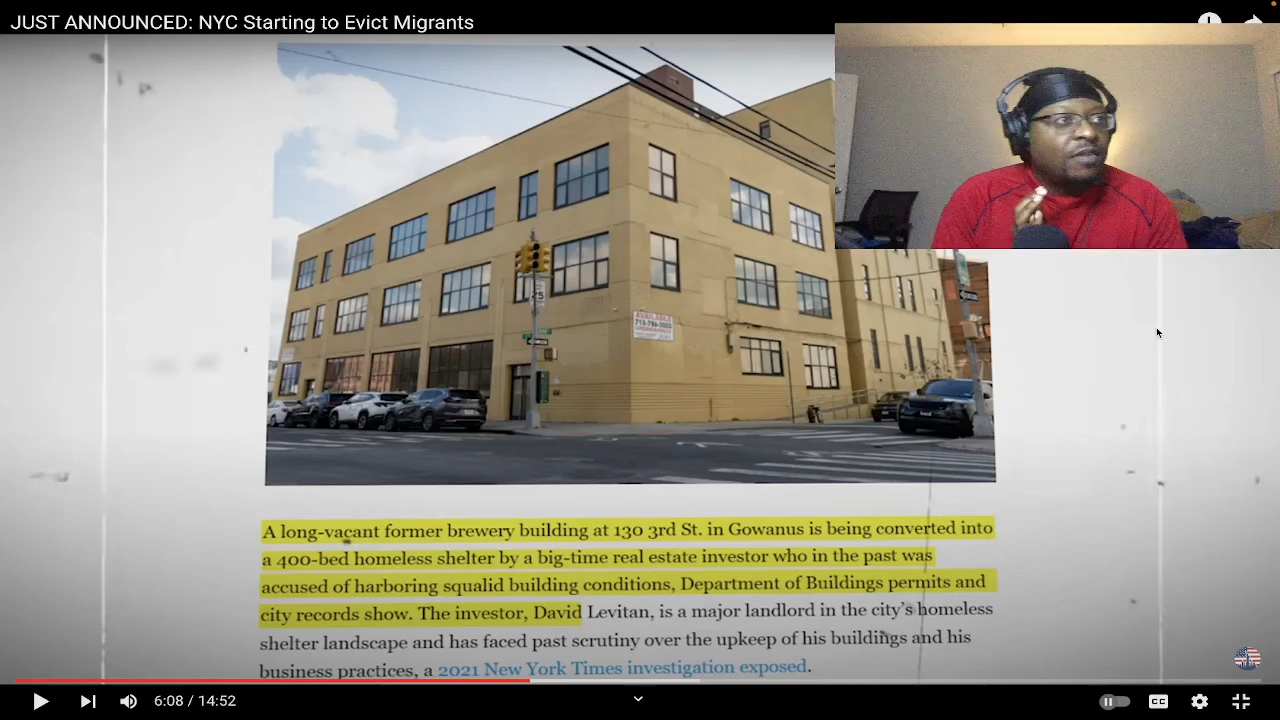 JUST ANNOUNCED: NYC Starting to Evict Migrants
AVAILABLE
25
A long-vacant former brewery building at 130 3rd St. in Gowanus is being converted into
a 400-bed homeless shelter by a big-time real estate investor who in the past was
accused of harboring squalid building conditions, Department of Buildings permits and
city records show. The investor, David Levitan, is a major landlord in the city's homeless
shelter landscape and has faced past scrutiny over the upkeep of his buildings and his
business practices, a 2021 New York Times investigation exposed.
6:08 / 14:52
CC